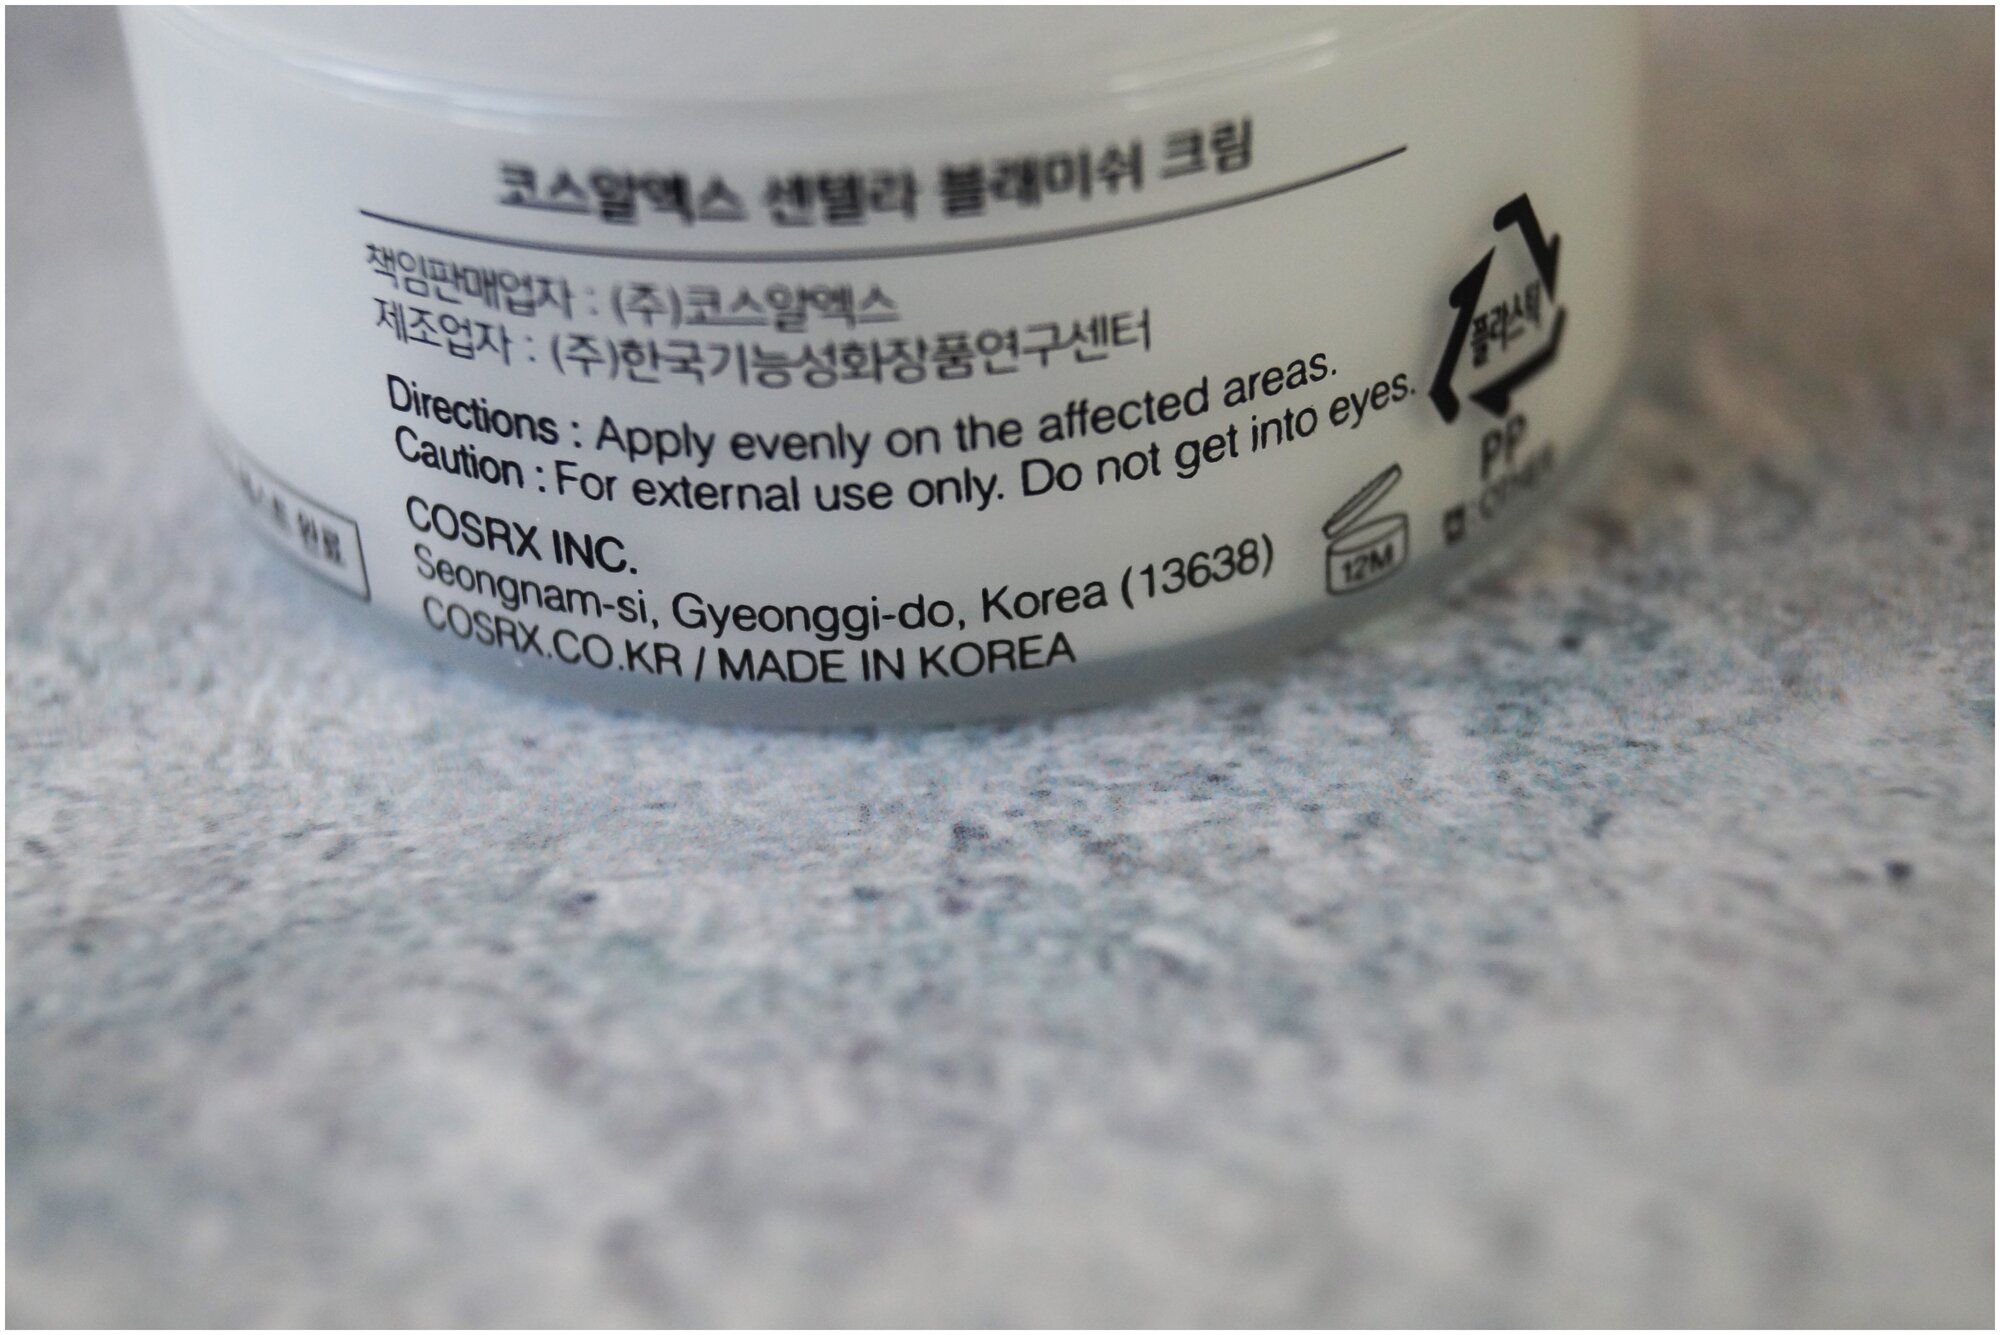 코스알엑스 센텔라 블레미쉬 크림
책임판매업자 : (주)코스알엑스
제조업자 : (주)한국기능성화장품연구센터
Directions : Apply evenly on the affected areas.
Caution : For external use only. Do not get into eyes.
COSRX INC.
Seongnam-si, Gyeonggi-do, Korea (13638)
COSRX.CO.KR / MADE IN KOREA
12M
플라스틱
PP
캡 : OTHER
완료